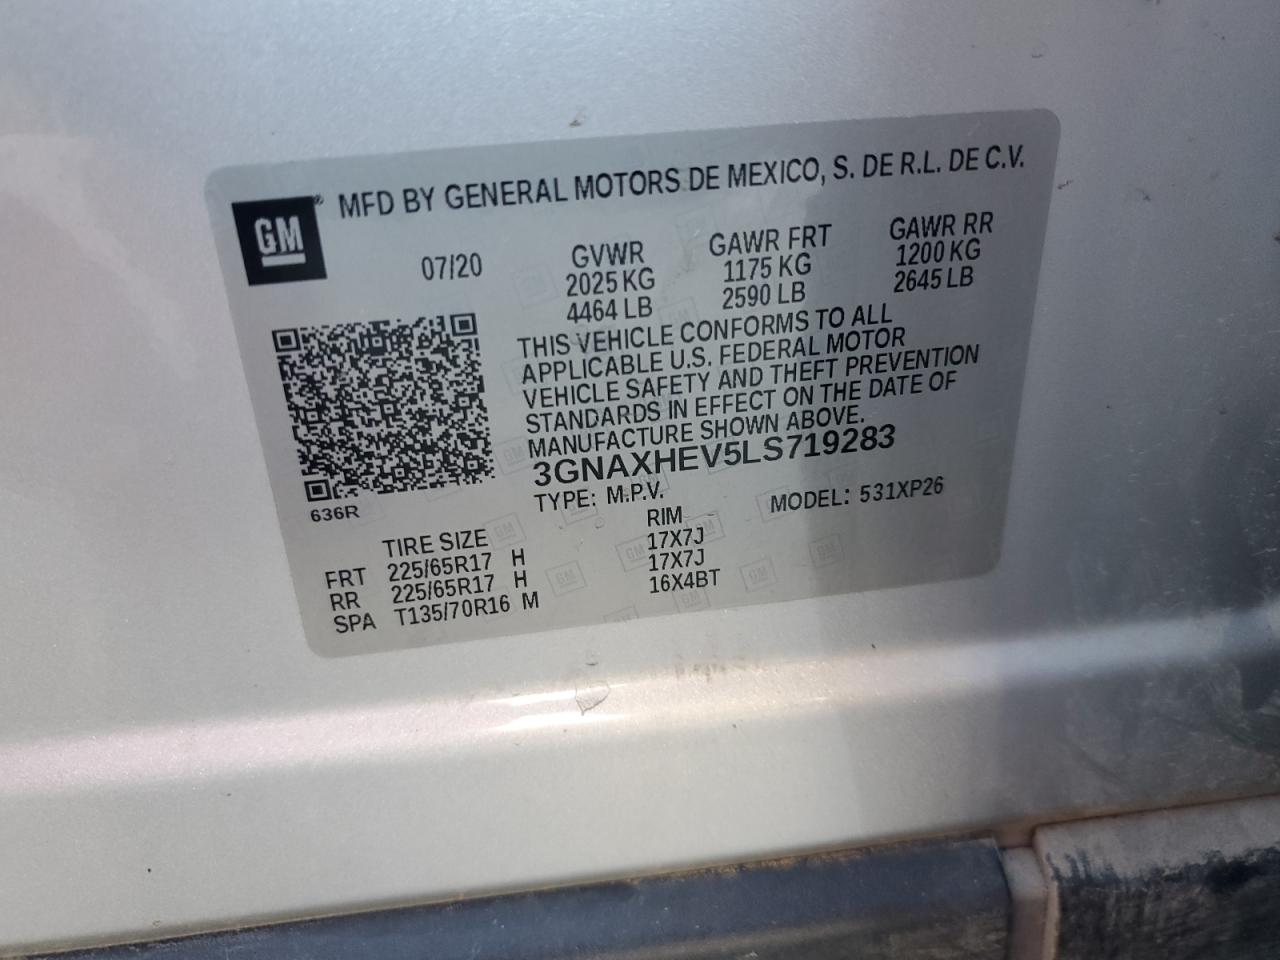 GM
MFD BY GENERAL MOTORS DE MEXICO, S. DE R.L. DE C.V.
07/20 GVWR GAWR FRT GAWR RR
2025 KG 1175 KG 1200 KG
4464 LB 2590 LB 2645 LB
THIS VEHICLE CONFORMS TO ALL
APPLICABLE U.S. FEDERAL MOTOR
VEHICLE SAFETY AND THEFT PREVENTION
STANDARDS IN EFFECT ON THE DATE OF
MANUFACTURE SHOWN ABOVE.
3GNAXHEV5LS719283
TYPE: M.P.V. MODEL: 531XP26
636R
TIRE SIZE RIM
FRT 225/65R17 H 17X7J
RR 225/65R17 H 17X7J
SPA T135/70R16 M 16X4BT